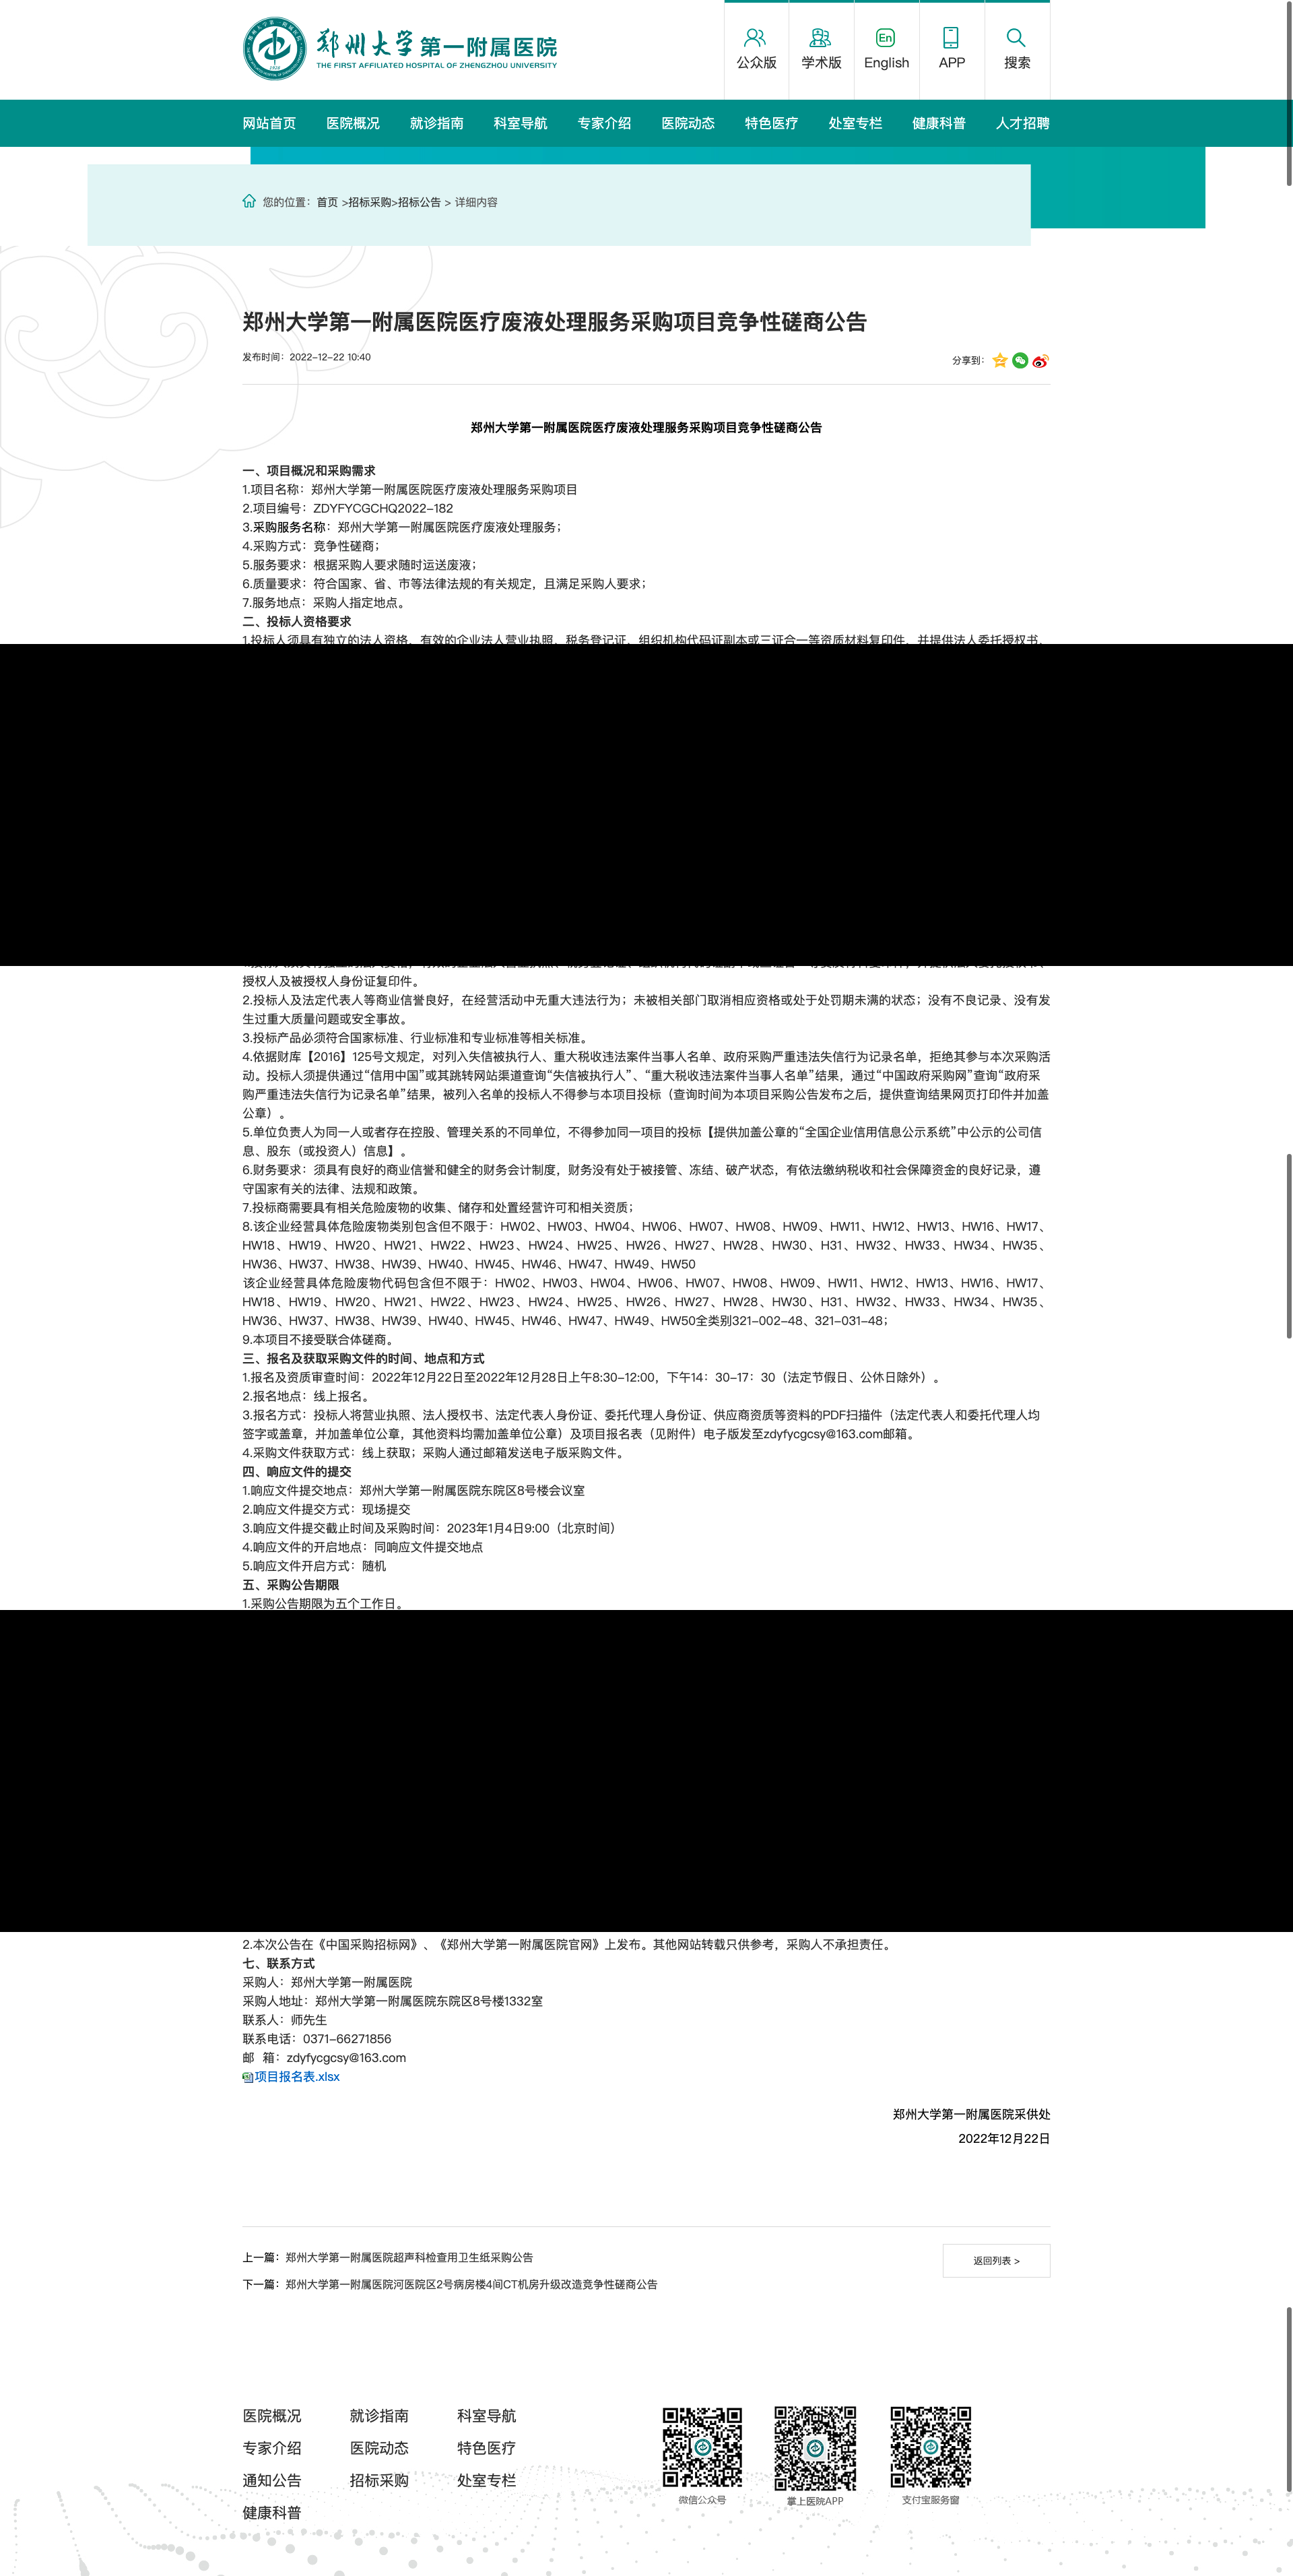 郑州大学第一附属医院
THE FIRST AFFILIATED HOSPITAL OF ZHENGZHOU UNIVERSITY
公众版
学术版
En
English
APP
搜索
网站首页 医院概况 就诊指南 科室导航 专家介绍 医院动态 特色医疗 处室专栏 健康科普 人才招聘
您的位置：首页 >招标采购>招标公告 > 详细内容
郑州大学第一附属医院医疗废液处理服务采购项目竞争性磋商公告
发布时间：2022-12-22 10:40
分享到：
郑州大学第一附属医院医疗废液处理服务采购项目竞争性磋商公告
一、项目概况和采购需求
1.项目名称：郑州大学第一附属医院医疗废液处理服务采购项目
2.项目编号：ZDYFYCGCHQ2022-182
3.采购服务名称：郑州大学第一附属医院医疗废液处理服务；
4.采购方式：竞争性磋商；
5.服务要求：根据采购人要求随时运送废液；
6.质量要求：符合国家、省、市等法律法规的有关规定，且满足采购人要求；
7.服务地点：采购人指定地点。
二、投标人资格要求
1.投标人须具有独立的法人资格，有效的企业法人营业执照、税务登记证、组织机构代码证副本或三证合一等资质材料复印件，并提供法人委托授权书、
授权人及被授权人身份证复印件。
2.投标人及法定代表人等商业信誉良好，在经营活动中无重大违法行为；未被相关部门取消相应资格或处于处罚期未满的状态；没有不良记录、没有发
生过重大质量问题或安全事故。
3.投标产品必须符合国家标准、行业标准和专业标准等相关标准。
4.依据财库【2016】125号文规定，对列入失信被执行人、重大税收违法案件当事人名单、政府采购严重违法失信行为记录名单，拒绝其参与本次采购活
动。投标人须提供通过“信用中国”或其跳转网站渠道查询“失信被执行人”、“重大税收违法案件当事人名单”结果，通过“中国政府采购网”查询“政府采
购严重违法失信行为记录名单”结果，被列入名单的投标人不得参与本项目投标（查询时间为本项目采购公告发布之后，提供查询结果网页打印件并加盖
公章）。
5.单位负责人为同一人或者存在控股、管理关系的不同单位，不得参加同一项目的投标【提供加盖公章的“全国企业信用信息公示系统”中公示的公司信
息、股东（或投资人）信息】。
6.财务要求：须具有良好的商业信誉和健全的财务会计制度，财务没有处于被接管、冻结、破产状态，有依法缴纳税收和社会保障资金的良好记录，遵
守国家有关的法律、法规和政策。
7.投标商需要具有相关危险废物的收集、储存和处置经营许可和相关资质；
8.该企业经营具体危险废物类别包含但不限于：HW02、HW03、HW04、HW06、HW07、HW08、HW09、HW11、HW12、HW13、HW16、HW17、
HW18、HW19、HW20、HW21、HW22、HW23、HW24、HW25、HW26、HW27、HW28、HW30、H31、HW32、HW33、HW34、HW35、
HW36、HW37、HW38、HW39、HW40、HW45、HW46、HW47、HW49、HW50
该企业经营具体危险废物代码包含但不限于：HW02、HW03、HW04、HW06、HW07、HW08、HW09、HW11、HW12、HW13、HW16、HW17、
HW18、HW19、HW20、HW21、HW22、HW23、HW24、HW25、HW26、HW27、HW28、HW30、H31、HW32、HW33、HW34、HW35、
HW36、HW37、HW38、HW39、HW40、HW45、HW46、HW47、HW49、HW50全类别321-002-48、321-031-48；
9.本项目不接受联合体磋商。
三、报名及获取采购文件的时间、地点和方式
1.报名及资质审查时间：2022年12月22日至2022年12月28日上午8:30-12:00，下午14：30-17：30（法定节假日、公休日除外）。
2.报名地点：线上报名。
3.报名方式：投标人将营业执照、法人授权书、法定代表人身份证、委托代理人身份证、供应商资质等资料的PDF扫描件（法定代表人和委托代理人均
签字或盖章，并加盖单位公章，其他资料均需加盖单位公章）及项目报名表（见附件）电子版发至zdyfycgcsy@163.com邮箱。
4.采购文件获取方式：线上获取；采购人通过邮箱发送电子版采购文件。
四、响应文件的提交
1.响应文件提交地点：郑州大学第一附属医院东院区8号楼会议室
2.响应文件提交方式：现场提交
3.响应文件提交截止时间及采购时间：2023年1月4日9:00（北京时间）
4.响应文件的开启地点：同响应文件提交地点
5.响应文件开启方式：随机
五、采购公告期限
1.采购公告期限为五个工作日。
2.本次公告在《中国采购招标网》、《郑州大学第一附属医院官网》上发布。其他网站转载只供参考，采购人不承担责任。
七、联系方式
采购人：郑州大学第一附属医院
采购人地址：郑州大学第一附属医院东院区8号楼1332室
联系人：师先生
联系电话：0371-66271856
邮 箱：zdyfycgcsy@163.com
项目报名表.xlsx
郑州大学第一附属医院采供处
2022年12月22日
上一篇：郑州大学第一附属医院超声科检查用卫生纸采购公告
返回列表 >
下一篇：郑州大学第一附属医院河医院区2号病房楼4间CT机房升级改造竞争性磋商公告
医院概况 就诊指南 科室导航
专家介绍 医院动态 特色医疗
通知公告 招标采购 处室专栏
健康科普
微信公众号 掌上医院APP 支付宝服务窗